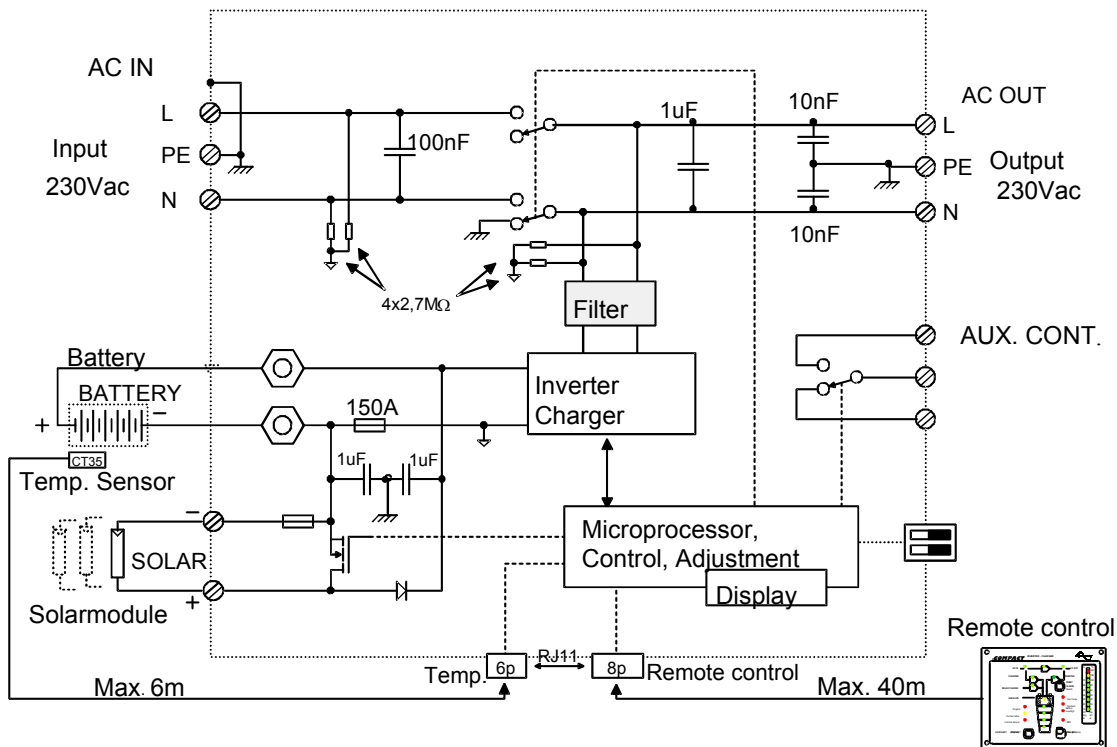 AC IN
L
PE
N
Input
230Vac
100nF
1uF
10nF
10nF
AC OUT
L
PE
N
Output
230Vac
4x2,7MΩ
Filter
AUX. CONT.
Battery
BATTERY
+
−
150A
Inverter
Charger
CT35
Temp. Sensor
1uF
1uF
−
SOLAR
+
Solarmodule
Microprocessor,
Control, Adjustment
Display
Remote control
COMPACT
Temp.
6p
RJ11
8p
Remote control
Max. 6m
Max. 40m